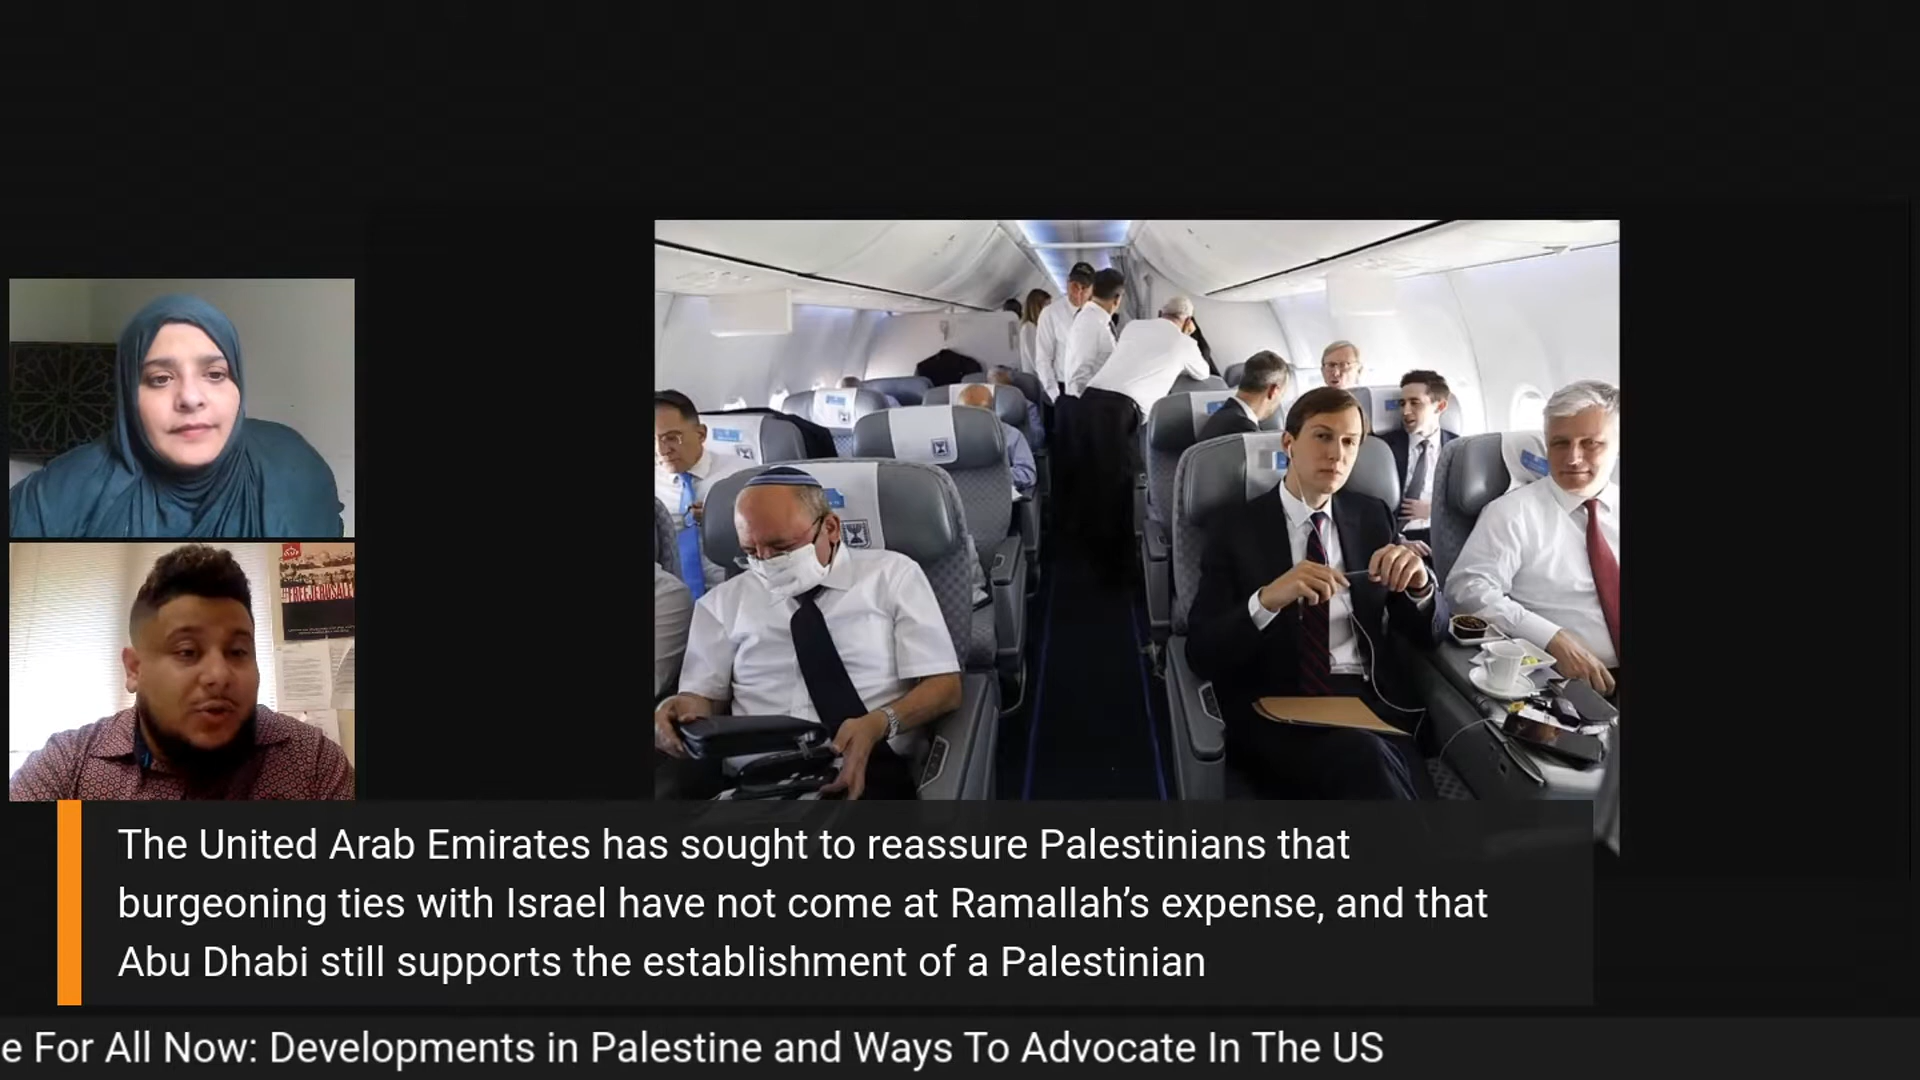 #FREEJERUSALEM
The United Arab Emirates has sought to reassure Palestinians that
burgeoning ties with Israel have not come at Ramallah’s expense, and that
Abu Dhabi still supports the establishment of a Palestinian
e For All Now: Developments in Palestine and Ways To Advocate In The US